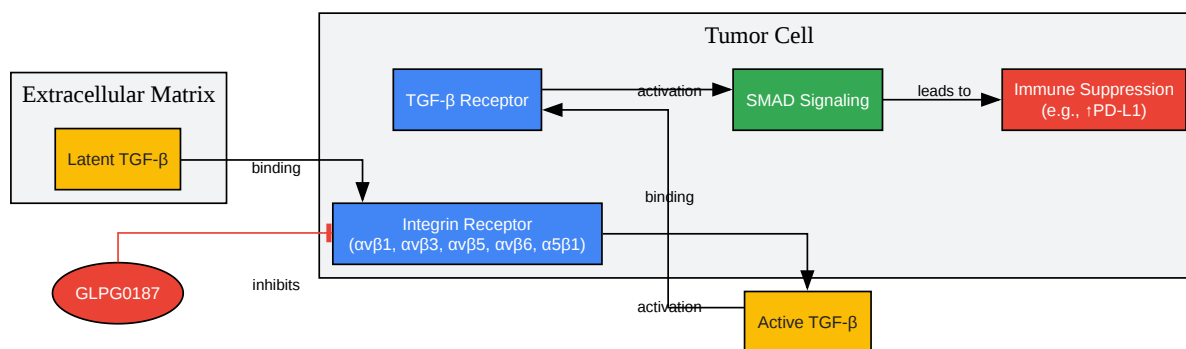 Tumor Cell
Extracellular Matrix
TGF-β Receptor
activation
SMAD Signaling
leads to
Immune Suppression
(e.g., ↑PD-L1)
Latent TGF-β
binding
binding
Integrin Receptor
(αvβ1, αvβ3, αvβ5, αvβ6, α5β1)
GLPG0187
inhibits
activation
Active TGF-β